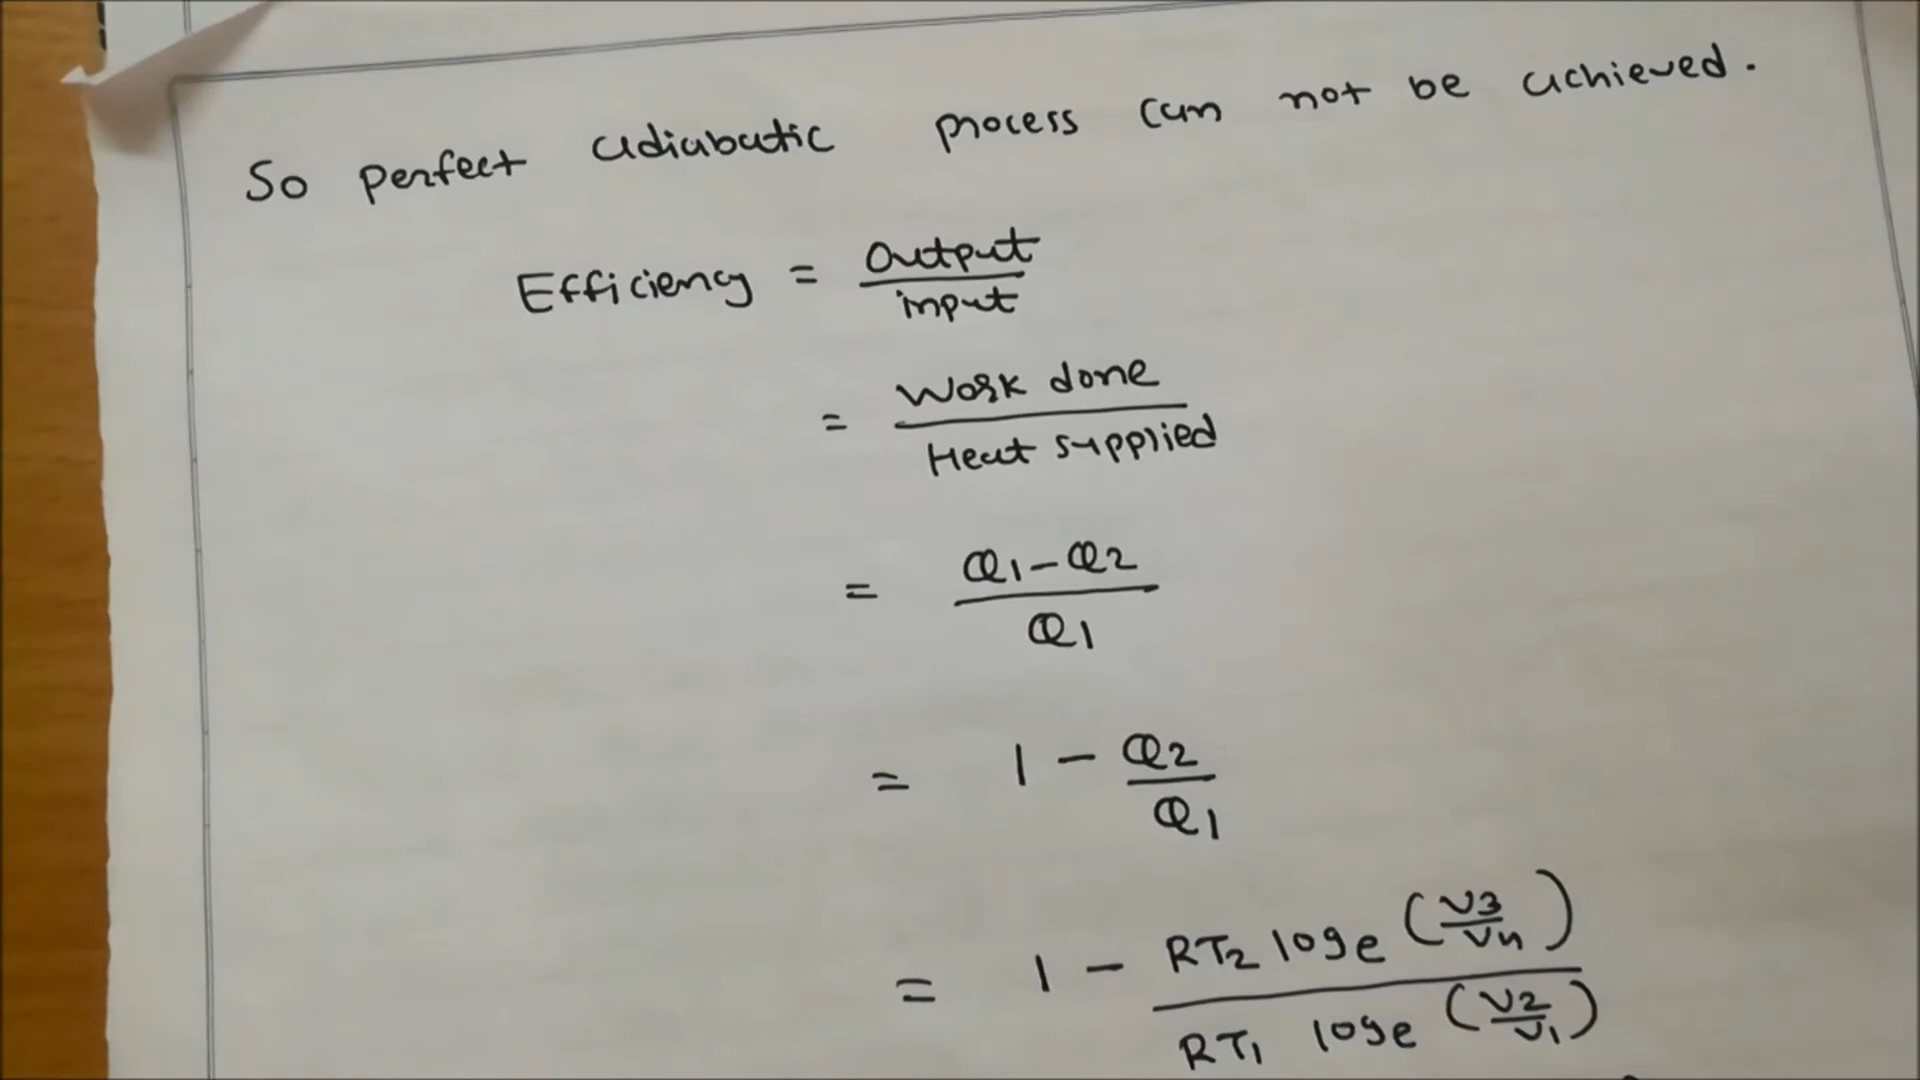 So perfect adiabatic process can not be achieved.
Efficiency = Output / input
= Work done / Heat supplied
= Q1-Q2 / Q1
= 1 - Q2 / Q1
= 1 - RT2 loge (V3/V4) / RT1 loge (V2/V1)